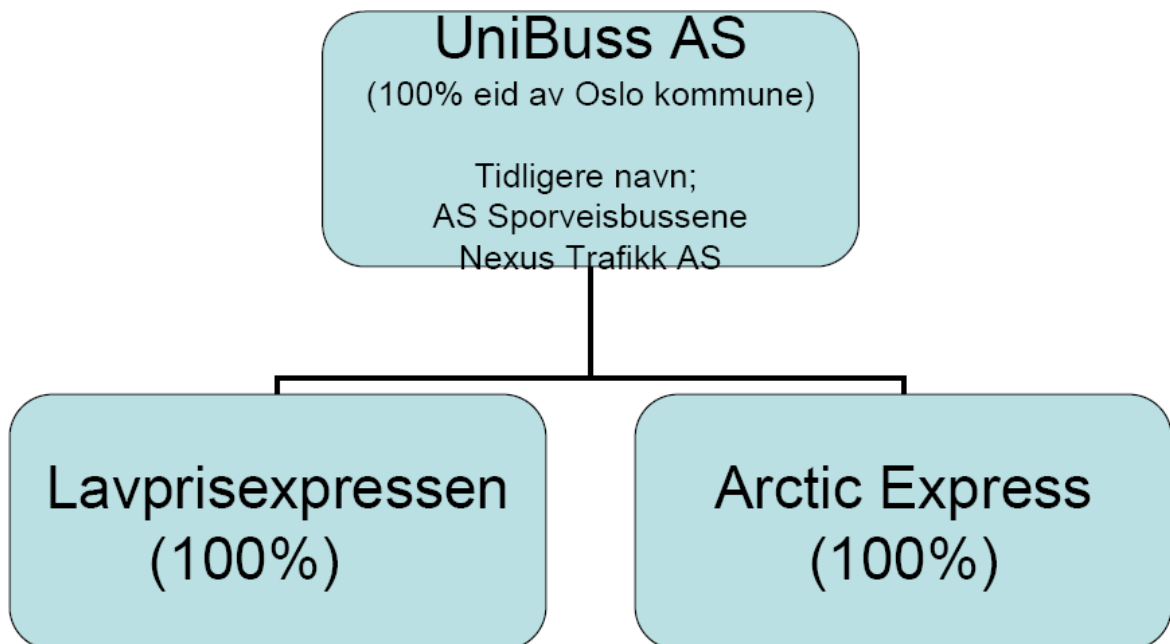 UniBuss AS
(100% eid av Oslo kommune)
Tidligere navn;
AS Sporveisbussene
Nexus Trafikk AS
Lavprisexpressen
(100%)
Arctic Express
(100%)